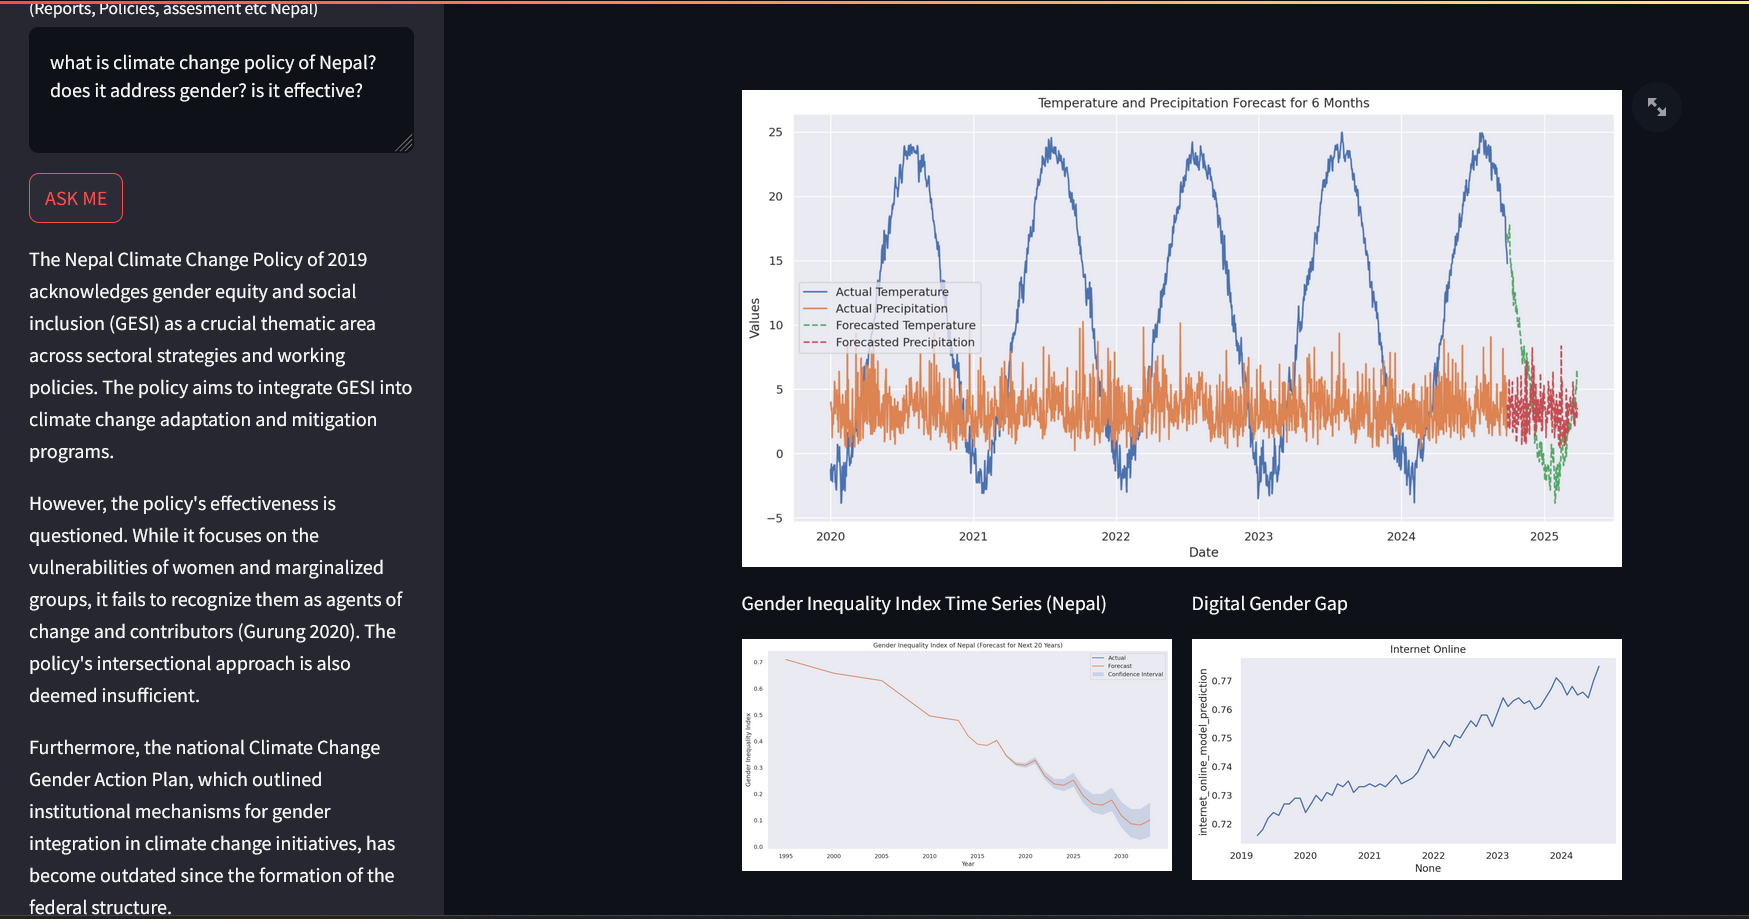 (Reports, Policies, assesment etc Nepal)
what is climate change policy of Nepal?
does it address gender? is it effective?
ASK ME
The Nepal Climate Change Policy of 2019
acknowledges gender equity and social
inclusion (GESI) as a crucial thematic area
across sectoral strategies and working
policies. The policy aims to integrate GESI into
climate change adaptation and mitigation
programs.
However, the policy's effectiveness is
questioned. While it focuses on the
vulnerabilities of women and marginalized
groups, it fails to recognize them as agents of
change and contributors (Gurung 2020). The
policy's intersectional approach is also
deemed insufficient.
Furthermore, the national Climate Change
Gender Action Plan, which outlined
institutional mechanisms for gender
integration in climate change initiatives, has
become outdated since the formation of the
federal structure.
Temperature and Precipitation Forecast for 6 Months
25
20
15
10
5
0
−5
Values
Actual Temperature
Actual Precipitation
Forecasted Temperature
Forecasted Precipitation
2020 2021 2022 2023 2024 2025
Date
Gender Inequality Index Time Series (Nepal)
Gender Inequality Index of Nepal (Forecast for Next 20 Years)
0.7
0.6
0.5
0.4
0.3
0.2
0.1
0.0
Gender Inequality Index
Actual
Forecast
Confidence Interval
1995 2000 2005 2010 2015 2020 2025 2030
Year
Digital Gender Gap
Internet Online
0.77
0.76
0.75
0.74
0.73
0.72
internet_online_model_prediction
2019 2020 2021 2022 2023 2024
None